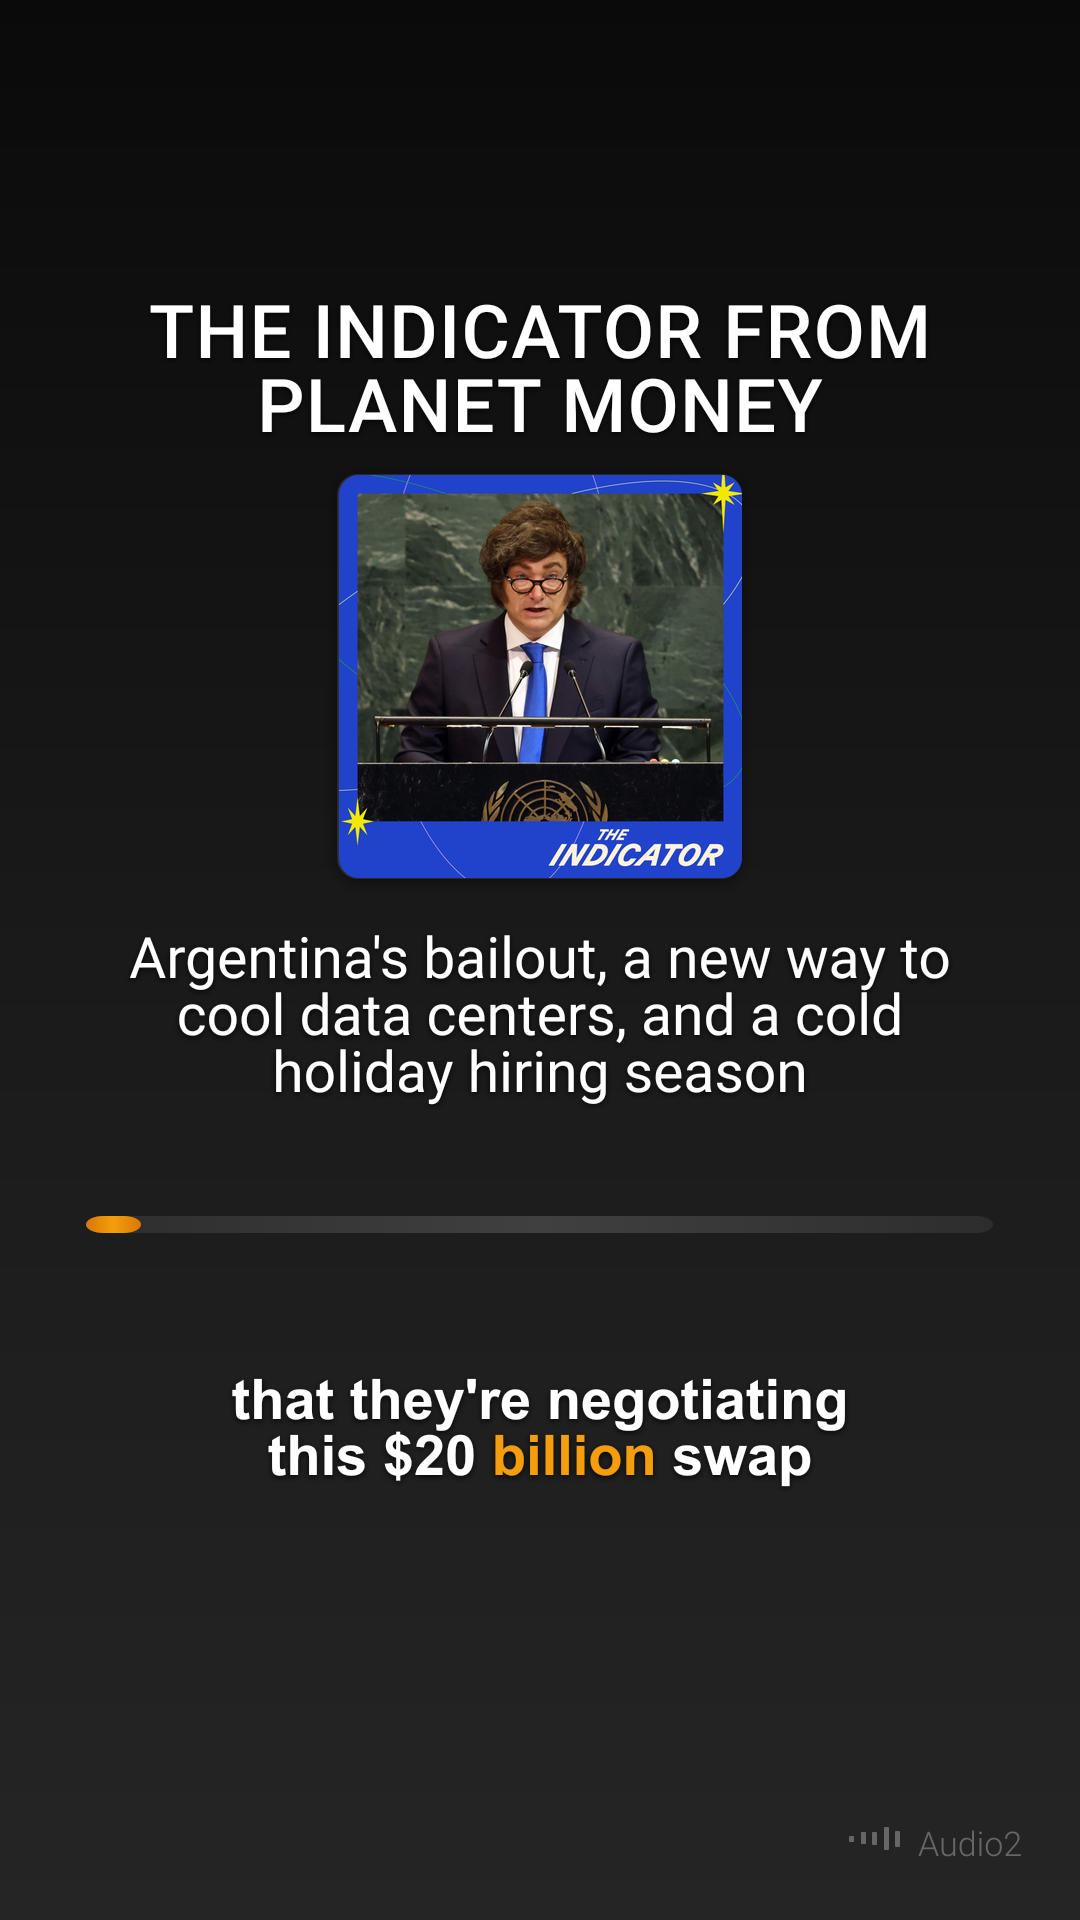 THE INDICATOR FROM
PLANET MONEY
THE
INDICATOR
Argentina's bailout, a new way to
cool data centers, and a cold
holiday hiring season
that they're negotiating
this $20 billion swap
Audio2